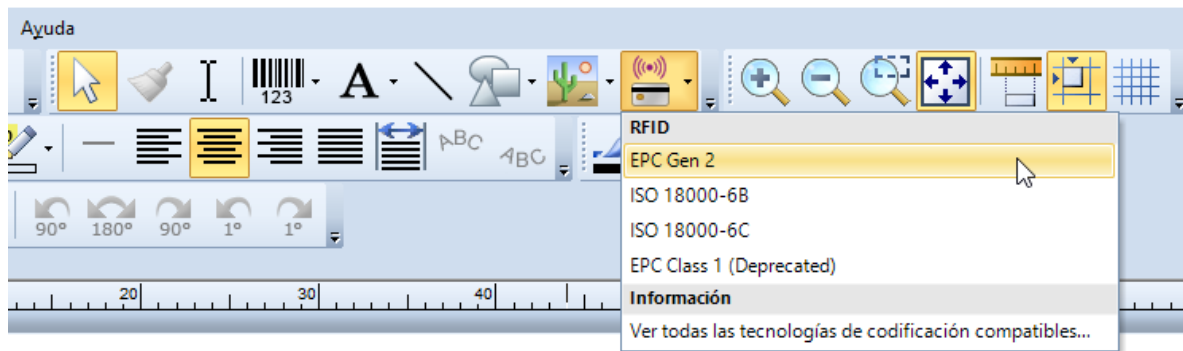 Ayuda
123
A
RFID
ABC
ABC
EPC Gen 2
ISO 18000-6B
90° 180° 90° 1° 1°
ISO 18000-6C
EPC Class 1 (Deprecated)
20 30 40
Información
Ver todas las tecnologías de codificación compatibles...